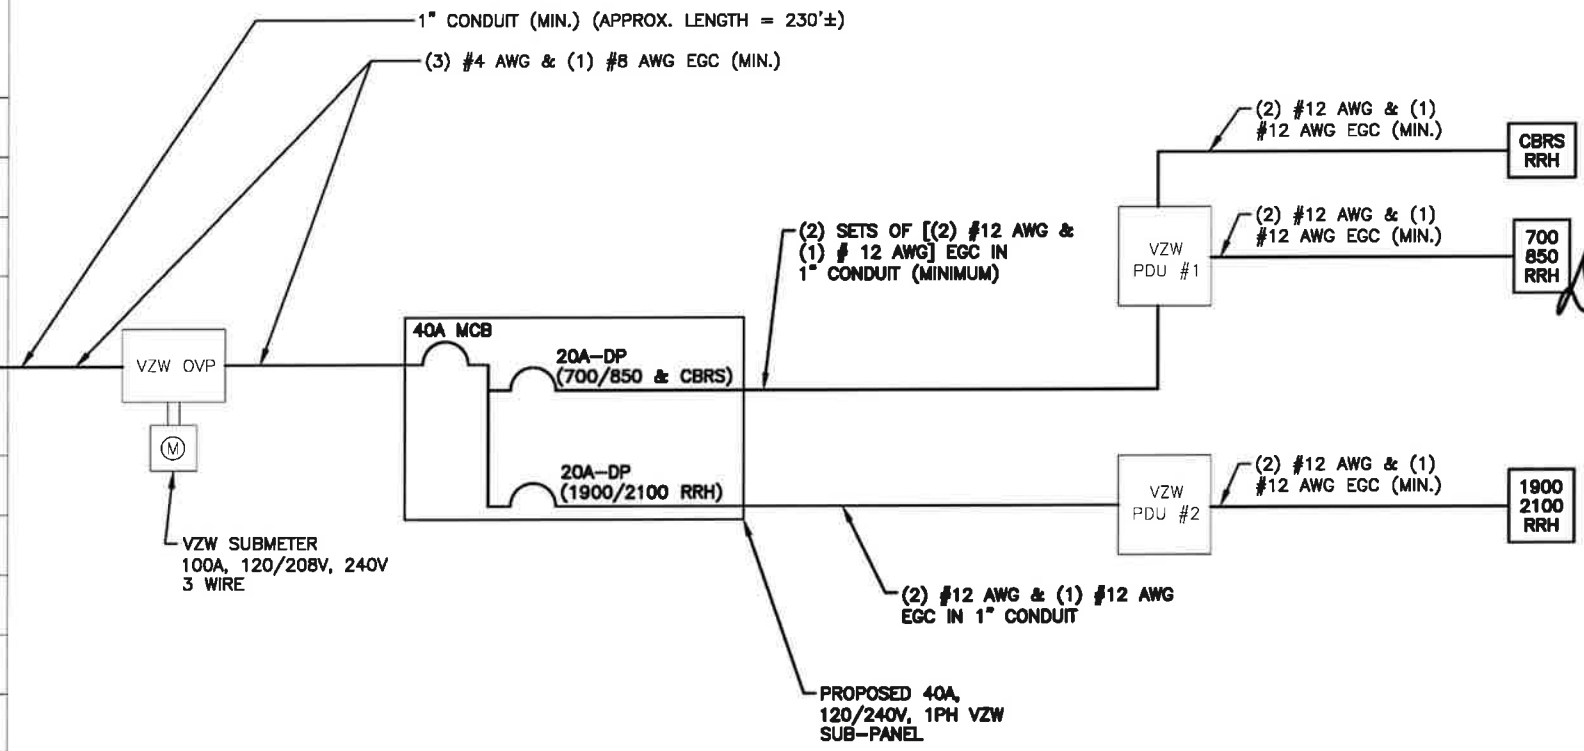 1" CONDUIT (MIN.) (APPROX. LENGTH = 230'±)
(3) #4 AWG & (1) #8 AWG EGC (MIN.)
(2) #12 AWG & (1)
#12 AWG EGC (MIN.)
CBRS
RRH
(2) #12 AWG & (1)
#12 AWG EGC (MIN.)
700
850
RRH
(2) SETS OF [(2) #12 AWG &
(1) # 12 AWG] EGC IN
1" CONDUIT (MINIMUM)
VZW
PDU #1
40A MCB
VZW OVP
20A-DP
(700/850 & CBRS)
M
20A-DP
(1900/2100 RRH)
VZW
PDU #2
(2) #12 AWG & (1)
#12 AWG EGC (MIN.)
1900
2100
RRH
VZW SUBMETER
100A, 120/208V, 240V
3 WIRE
(2) #12 AWG & (1) #12 AWG
EGC IN 1" CONDUIT
PROPOSED 40A,
120/240V, 1PH VZW
SUB-PANEL